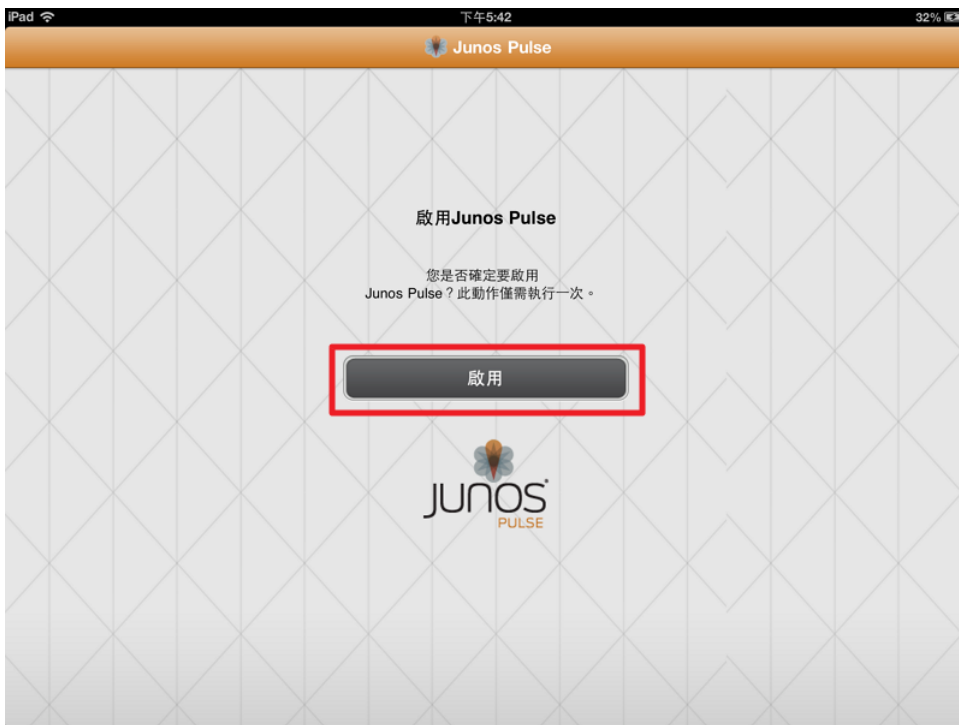 iPad 下午5:42 32%
Junos Pulse
啟用Junos Pulse
您是否確定要啟用
Junos Pulse？此動作僅需執行一次。
啟用
JUNOS
PULSE